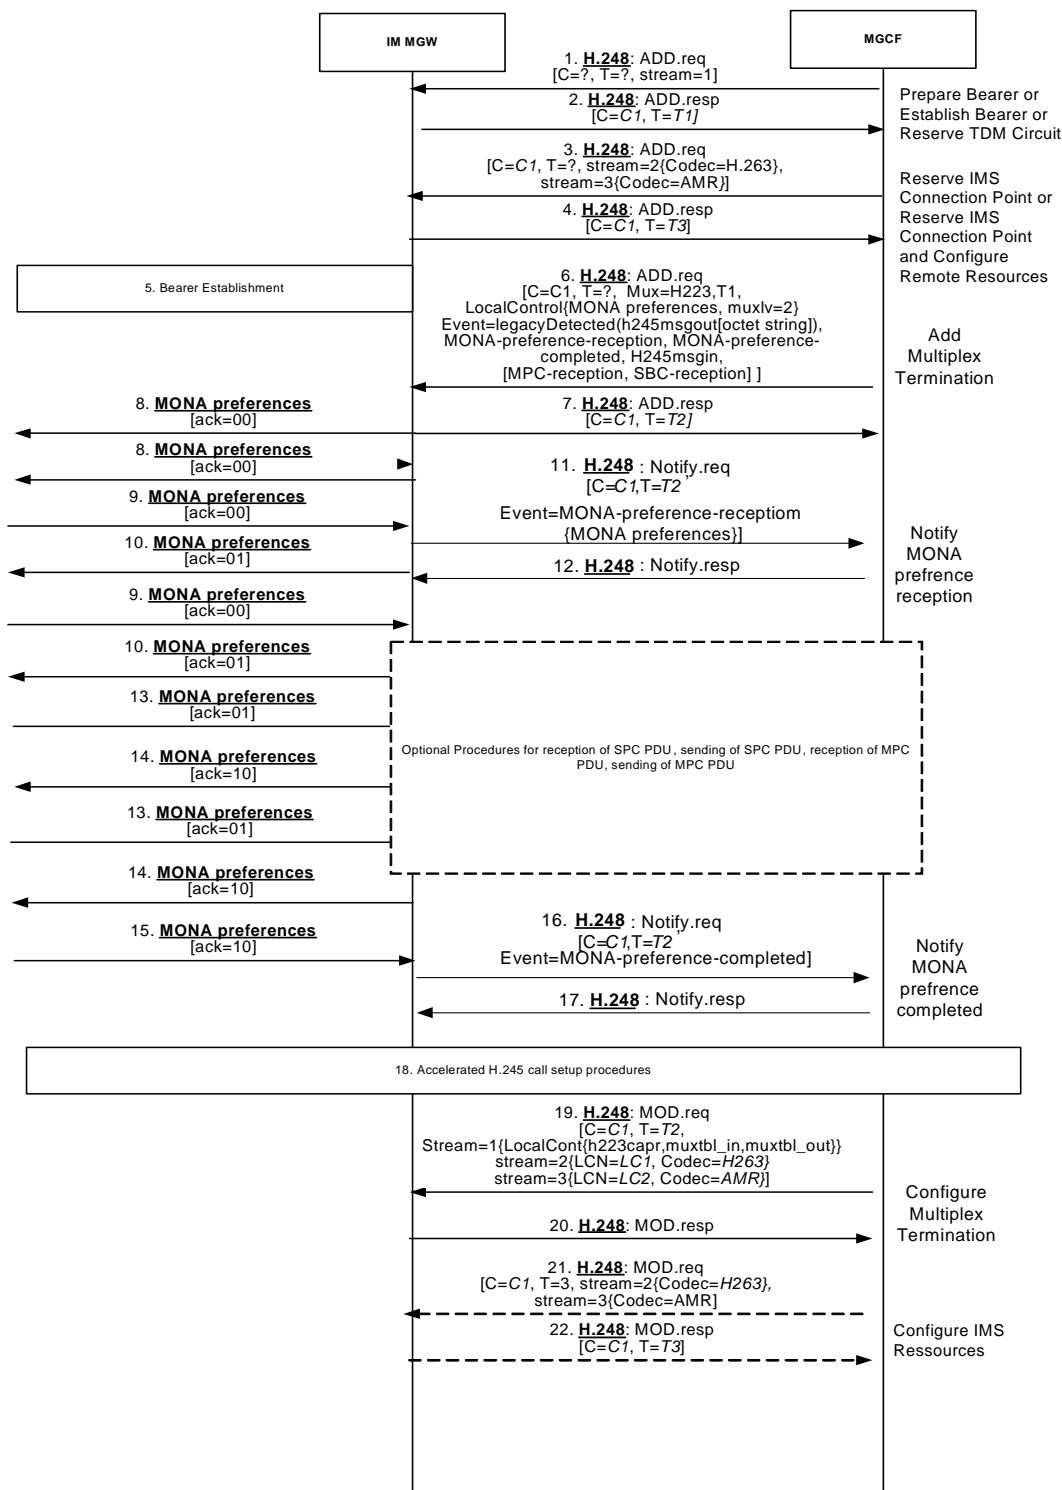 IM MGW
MGCF
1. H.248: ADD.req
[C=?, T=?, stream=1]
2. H.248: ADD.resp
[C=C1, T=T1]
Prepare Bearer or
Establish Bearer or
Reserve TDM Circuit
3. H.248: ADD.req
[C=C1, T=?, stream=2{Codec=H.263},
stream=3{Codec=AMR}]
4. H.248: ADD.resp
[C=C1, T=T3]
Reserve IMS
Connection Point or
Reserve IMS
Connection Point
and Configure
Remote Resources
5. Bearer Establishment
6. H.248: ADD.req
[C=C1, T=?, Mux=H223,T1,
LocalControl{MONA preferences, muxlv=2}
Event=legacyDetected(h245msgout[octet string]),
MONA-preference-reception, MONA-preference-
completed, H245msgin,
[MPC-reception, SBC-reception] ]
Add
Multiplex
Termination
8. MONA preferences
[ack=00]
7. H.248: ADD.resp
[C=C1, T=T2]
8. MONA preferences
[ack=00]
11. H.248 : Notify.req
[C=C1,T=T2 ,
Event=MONA-preference-receptiom
{MONA preferences}]
9. MONA preferences
[ack=00]
10. MONA preferences
[ack=01]
12. H.248 : Notify.resp
Notify
MONA
prefrence
reception
9. MONA preferences
[ack=00]
10. MONA preferences
[ack=01]
13. MONA preferences
[ack=01]
Optional Procedures for reception of SPC PDU, sending of SPC PDU, reception of MPC
PDU, sending of MPC PDU
14. MONA preferences
[ack=10]
13. MONA preferences
[ack=01]
14. MONA preferences
[ack=10]
15. MONA preferences
[ack=10]
16. H.248 : Notify.req
[C=C1,T=T2 ,
Event=MONA-preference-completed]
17. H.248 : Notify.resp
Notify
MONA
prefrence
completed
18. Accelerated H.245 call setup procedures
19. H.248: MOD.req
[C=C1, T=T2,
Stream=1{LocalCont{h223capr,muxtbl_in,muxtbl_out}}
stream=2{LCN=LC1, Codec=H263}
stream=3{LCN=LC2, Codec=AMR}]
20. H.248: MOD.resp
Configure
Multiplex
Termination
21. H.248: MOD.req
[C=C1, T=3, stream=2{Codec=H263},
stream=3{Codec=AMR]
22. H.248: MOD.resp
[C=C1, T=T3]
Configure IMS
Ressources